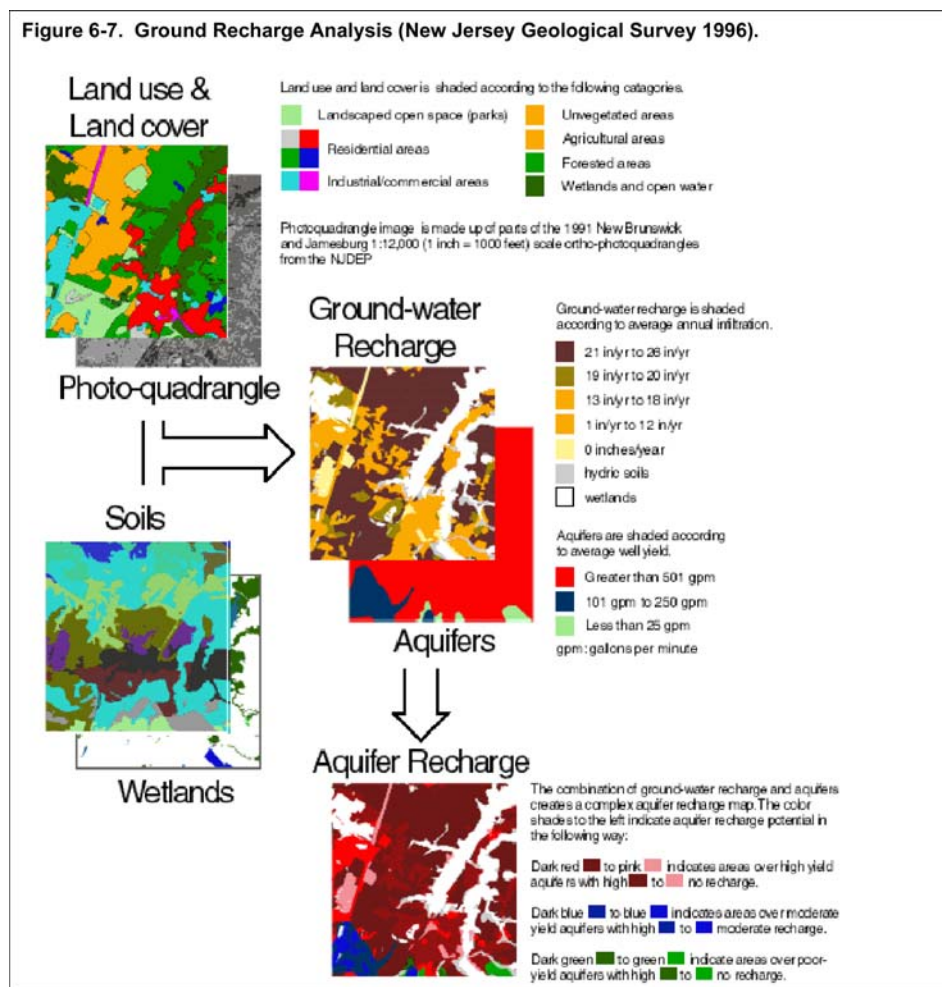 Figure 6-7.  Ground Recharge Analysis (New Jersey Geological Survey 1996).
Land use &
Land cover
Land use and land cover is shaded according to the following catagories.
Landscaped open space (parks)
Residential areas
Industrial/commercial areas
Unvegetated areas
Agricultural areas
Forested areas
Wetlands and open water
Photoquadrangle image is made up of parts of the 1991 New Brunswick
and Jamesburg 1:12,000 (1 inch = 1000 feet) scale ortho-photoquadrangles
from the NJDEP
Photo-quadrangle
Ground-water
Recharge
Ground-water recharge is shaded
according to average annual infiltration.
21 in/yr to 26 in/yr
19 in/yr to 20 in/yr
13 in/yr to 18 in/yr
1 in/yr to 12 in/yr
0 inches/year
hydric soils
wetlands
Soils
Wetlands
Aquifers are shaded according
to average well yield.
Greater than 501 gpm
101 gpm to 250 gpm
Less than 25 gpm
gpm: gallons per minute
Aquifers
Aquifer Recharge
The combination of ground-water recharge and aquifers
creates a complex aquifer recharge map. The color
shades to the left indicate aquifer recharge potential in
the following way:
Dark red to pink indicates areas over high yield
aquifers with high to no recharge.
Dark blue to blue indicates areas over moderate
yield aquifers with high to moderate recharge.
Dark green to green indicate areas over poor-
yield aquifers with high to no recharge.